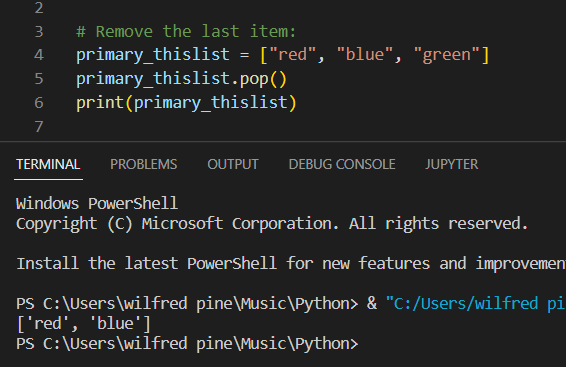 2
3 # Remove the last item:
4 primary_thislist = ["red", "blue", "green"]
5 primary_thislist.pop()
6 print(primary_thislist)
7
TERMINAL PROBLEMS OUTPUT DEBUG CONSOLE JUPYTER
Windows PowerShell
Copyright (C) Microsoft Corporation. All rights reserved.
Install the latest PowerShell for new features and improvemen
PS C:\Users\wilfred pine\Music\Python> & "C:/Users/wilfred pi
['red', 'blue']
PS C:\Users\wilfred pine\Music\Python>